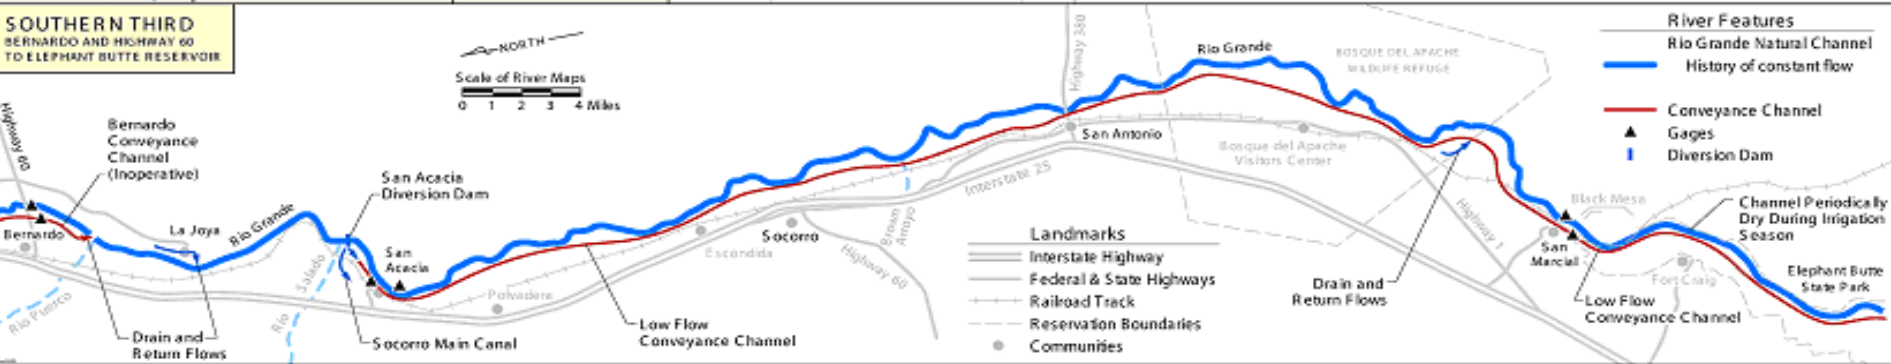 SOUTHERN THIRD
BERNARDO AND HIGHWAY 60
TO ELEPHANT BUTTE RESERVOIR
NORTH
Scale of River Maps
0 1 2 3 4 Miles
Highway 60
Bernardo
Conveyance
Channel
(Inoperative)
Bernardo
La Joya
Rio Grande
Rio Puerco
Drain and
Return Flows
Rio Salado
San Acacia
Diversion Dam
San
Acacia
Socorro Main Canal
Polvadera
Low Flow
Conveyance Channel
Escondida
Socorro
Highway 60
Brown
Arroyo
Interstate 25
Highway 380
San Antonio
Rio Grande
BOSQUE DEL APACHE
WILDLIFE REFUGE
Bosque del Apache
Visitors Center
Landmarks
Interstate Highway
Federal & State Highways
Railroad Track
Reservation Boundaries
Communities
Drain and
Return Flows
Highway 1
Black Mesa
San
Marcial
Fort Craig
Low Flow
Conveyance Channel
Channel Periodically
Dry During Irrigation
Season
Elephant Butte
State Park
River Features
Rio Grande Natural Channel
History of constant flow
Conveyance Channel
Gages
Diversion Dam